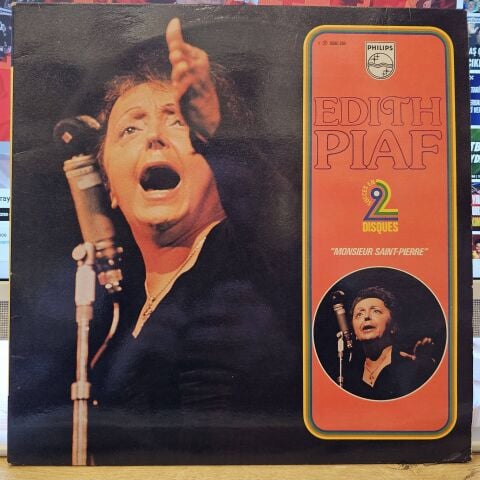 PHILIPS
EDITH
PIAF
2
DISQUES
"MONSIEUR SAINT-PIERRE"